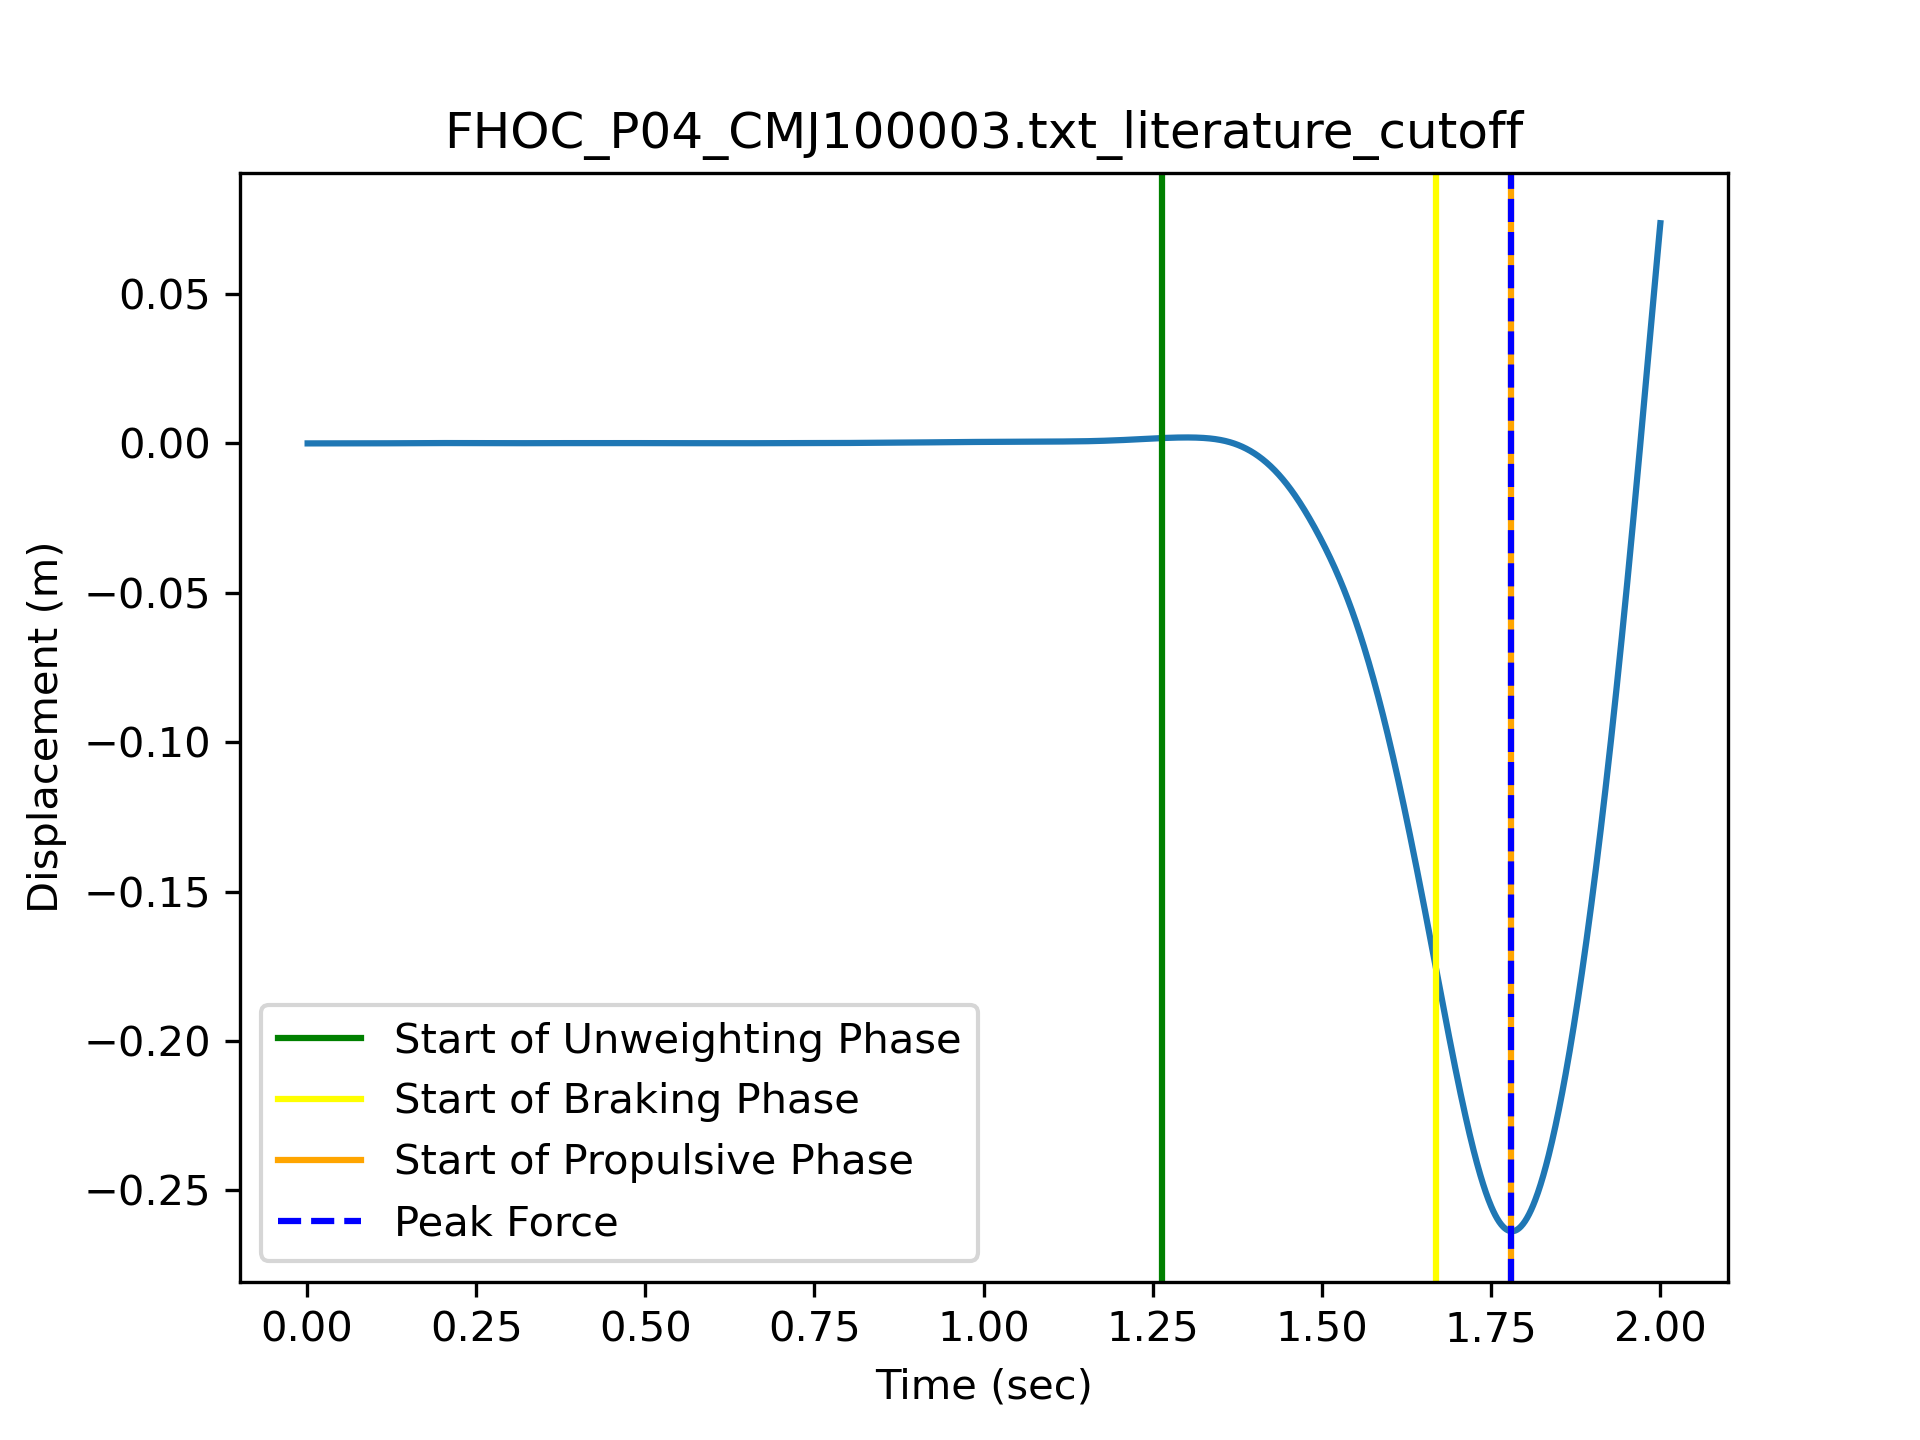 FHOC_P04_CMJ100003.txt_literature_cutoff
Displacement (m)
0.05
0.00
−0.05
−0.10
−0.15
−0.20
−0.25
Start of Unweighting Phase
Start of Braking Phase
Start of Propulsive Phase
Peak Force
0.00 0.25 0.50 0.75 1.00 1.25 1.50 1.75 2.00
Time (sec)